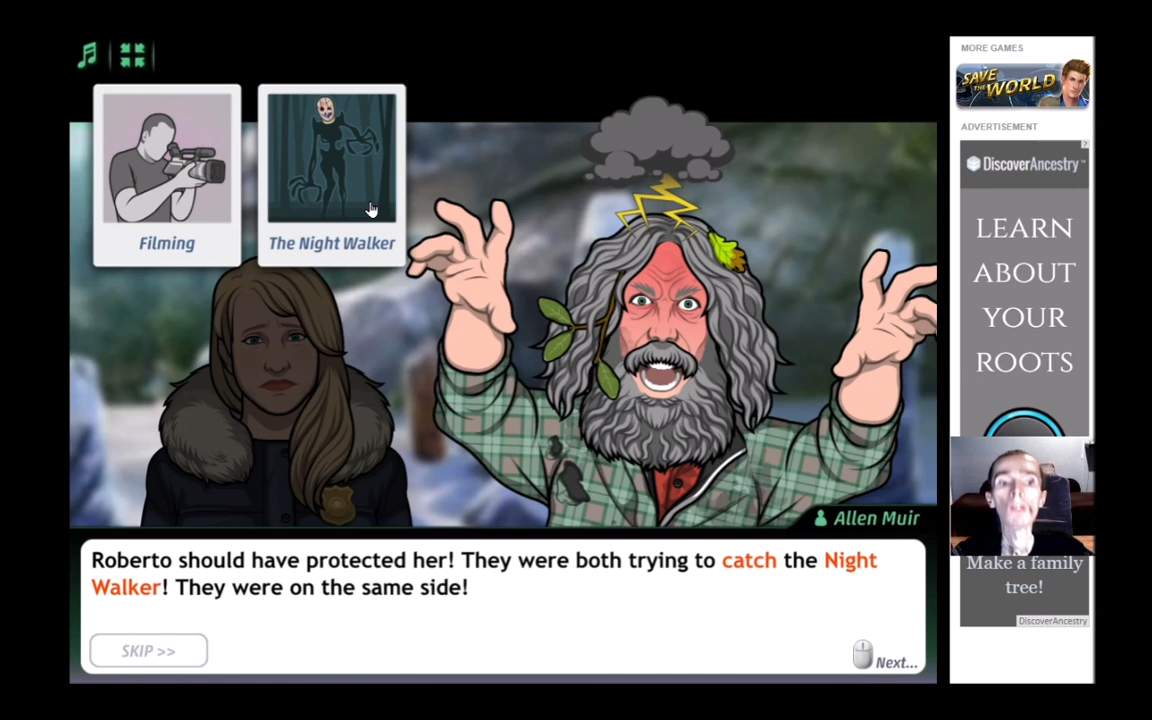 MORE GAMES
SAVE
THE WORLD
ADVERTISEMENT
?
DiscoverAncestry™
LEARN
ABOUT
YOUR
ROOTS
Make a family
tree!
DiscoverAncestry
Filming
The Night Walker
Allen Muir
Roberto should have protected her! They were both trying to catch the Night
Walker! They were on the same side!
SKIP >>
Next...